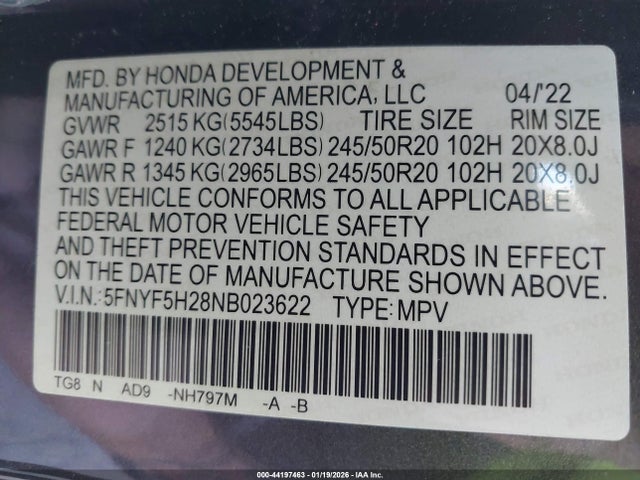 MFD. BY HONDA DEVELOPMENT &
MANUFACTURING OF AMERICA, LLC 04/'22
GVWR 2515 KG(5545LBS) TIRE SIZE RIM SIZE
GAWR F 1240 KG(2734LBS) 245/50R20 102H 20X8.0J
GAWR R 1345 KG(2965LBS) 245/50R20 102H 20X8.0J
THIS VEHICLE CONFORMS TO ALL APPLICABLE
FEDERAL MOTOR VEHICLE SAFETY
AND THEFT PREVENTION STANDARDS IN EFFECT
ON THE DATE OF MANUFACTURE SHOWN ABOVE.
V.I.N.:5FNYF5H28NB023622 TYPE:MPV
TG8 N AD9 -NH797M -A -B
000-44197463 - 01/19/2026 - IAA Inc.